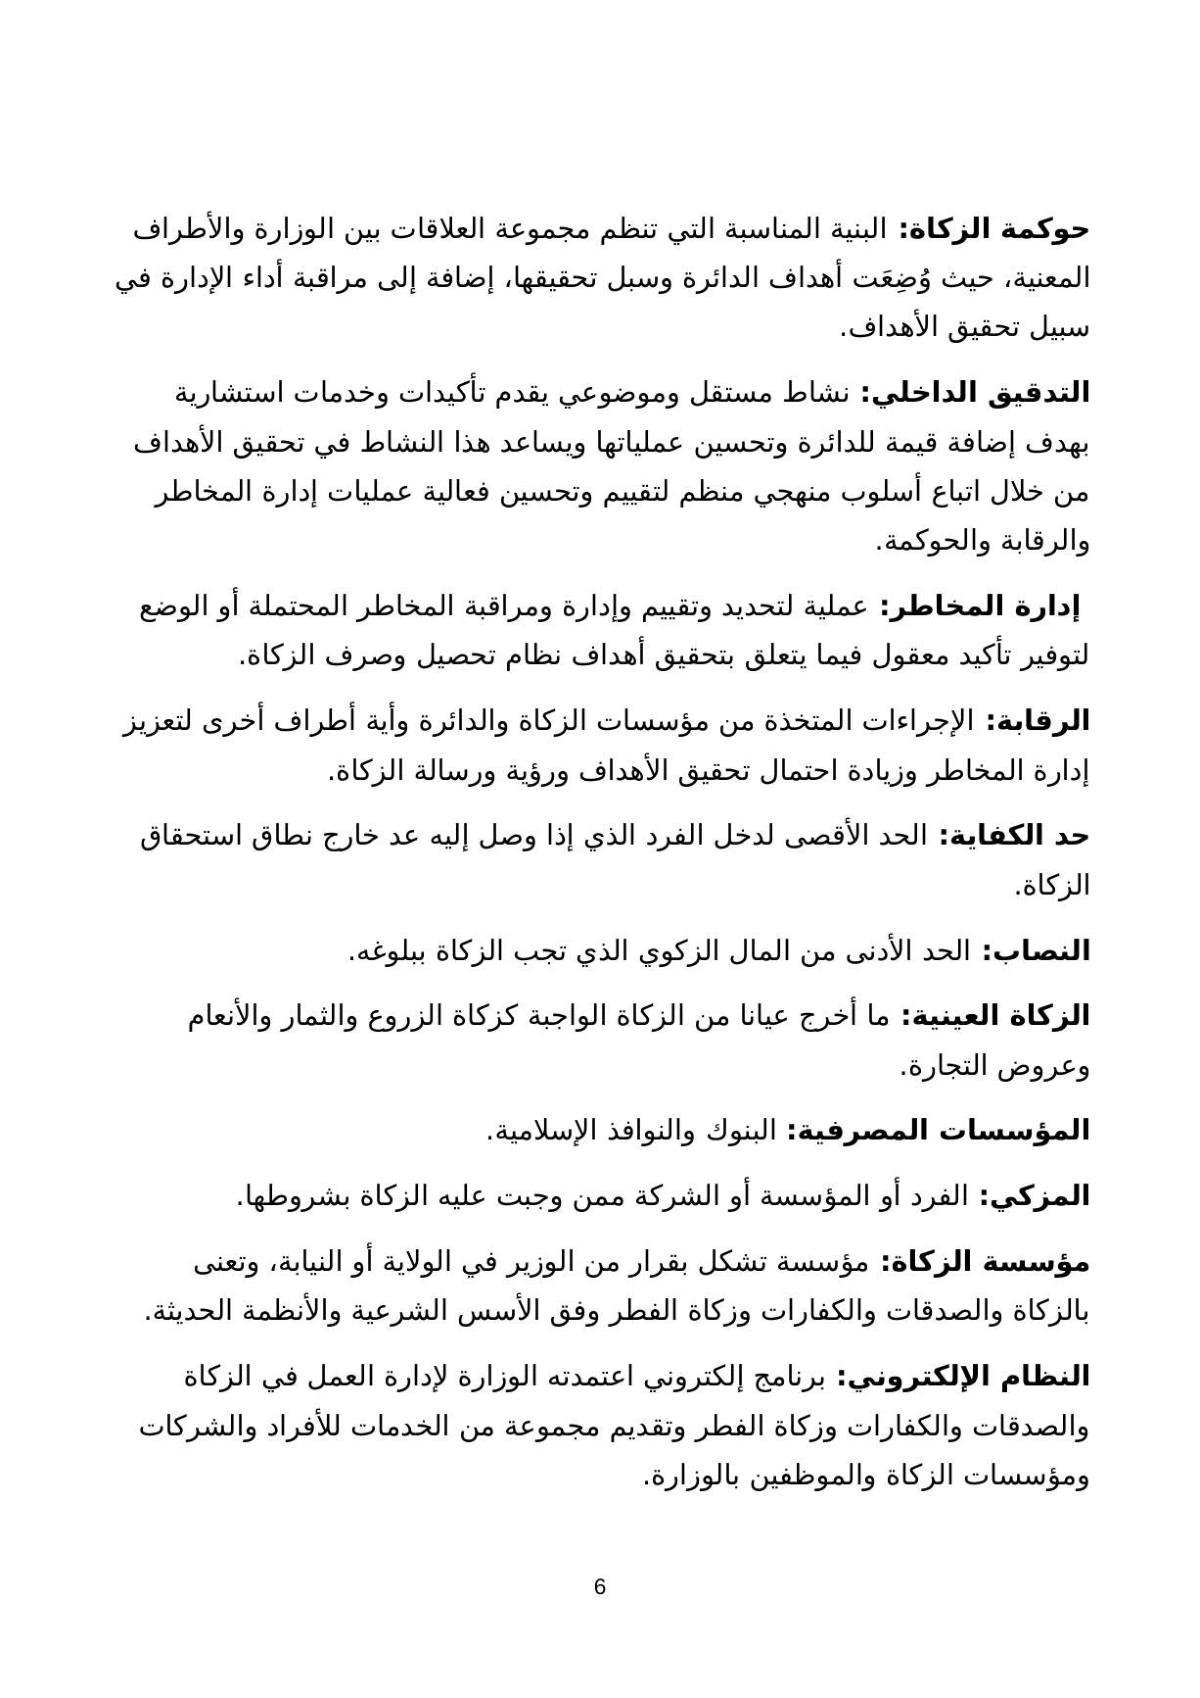 حوكمة الزكاة: البنية المناسبة التي تنظم مجموعة العلاقات بين الوزارة والأطراف
المعنية، حيث وُضِعَت أهداف الدائرة وسبل تحقيقها، إضافة إلى مراقبة أداء الإدارة في
سبيل تحقيق الأهداف.
التدقيق الداخلي: نشاط مستقل وموضوعي يقدم تأكيدات وخدمات استشارية
بهدف إضافة قيمة للدائرة وتحسين عملياتها ويساعد هذا النشاط في تحقيق الأهداف
من خلال اتباع أسلوب منهجي منظم لتقييم وتحسين فعالية عمليات إدارة المخاطر
والرقابة والحوكمة.
إدارة المخاطر: عملية لتحديد وتقييم وإدارة ومراقبة المخاطر المحتملة أو الوضع
لتوفير تأكيد معقول فيما يتعلق بتحقيق أهداف نظام تحصيل وصرف الزكاة.
الرقابة: الإجراءات المتخذة من مؤسسات الزكاة والدائرة وأية أطراف أخرى لتعزيز
إدارة المخاطر وزيادة احتمال تحقيق الأهداف ورؤية ورسالة الزكاة.
حد الكفاية: الحد الأقصى لدخل الفرد الذي إذا وصل إليه عد خارج نطاق استحقاق
الزكاة.
النصاب: الحد الأدنى من المال الزكوي الذي تجب الزكاة ببلوغه.
الزكاة العينية: ما أخرج عيانا من الزكاة الواجبة كزكاة الزروع والثمار والأنعام
وعروض التجارة.
المؤسسات المصرفية: البنوك والنوافذ الإسلامية.
المزكي: الفرد أو المؤسسة أو الشركة ممن وجبت عليه الزكاة بشروطها.
مؤسسة الزكاة: مؤسسة تشكل بقرار من الوزير في الولاية أو النيابة، وتعنى
بالزكاة والصدقات والكفارات وزكاة الفطر وفق الأسس الشرعية والأنظمة الحديثة.
النظام الإلكتروني: برنامج إلكتروني اعتمدته الوزارة لإدارة العمل في الزكاة
والصدقات والكفارات وزكاة الفطر وتقديم مجموعة من الخدمات للأفراد والشركات
ومؤسسات الزكاة والموظفين بالوزارة.
6